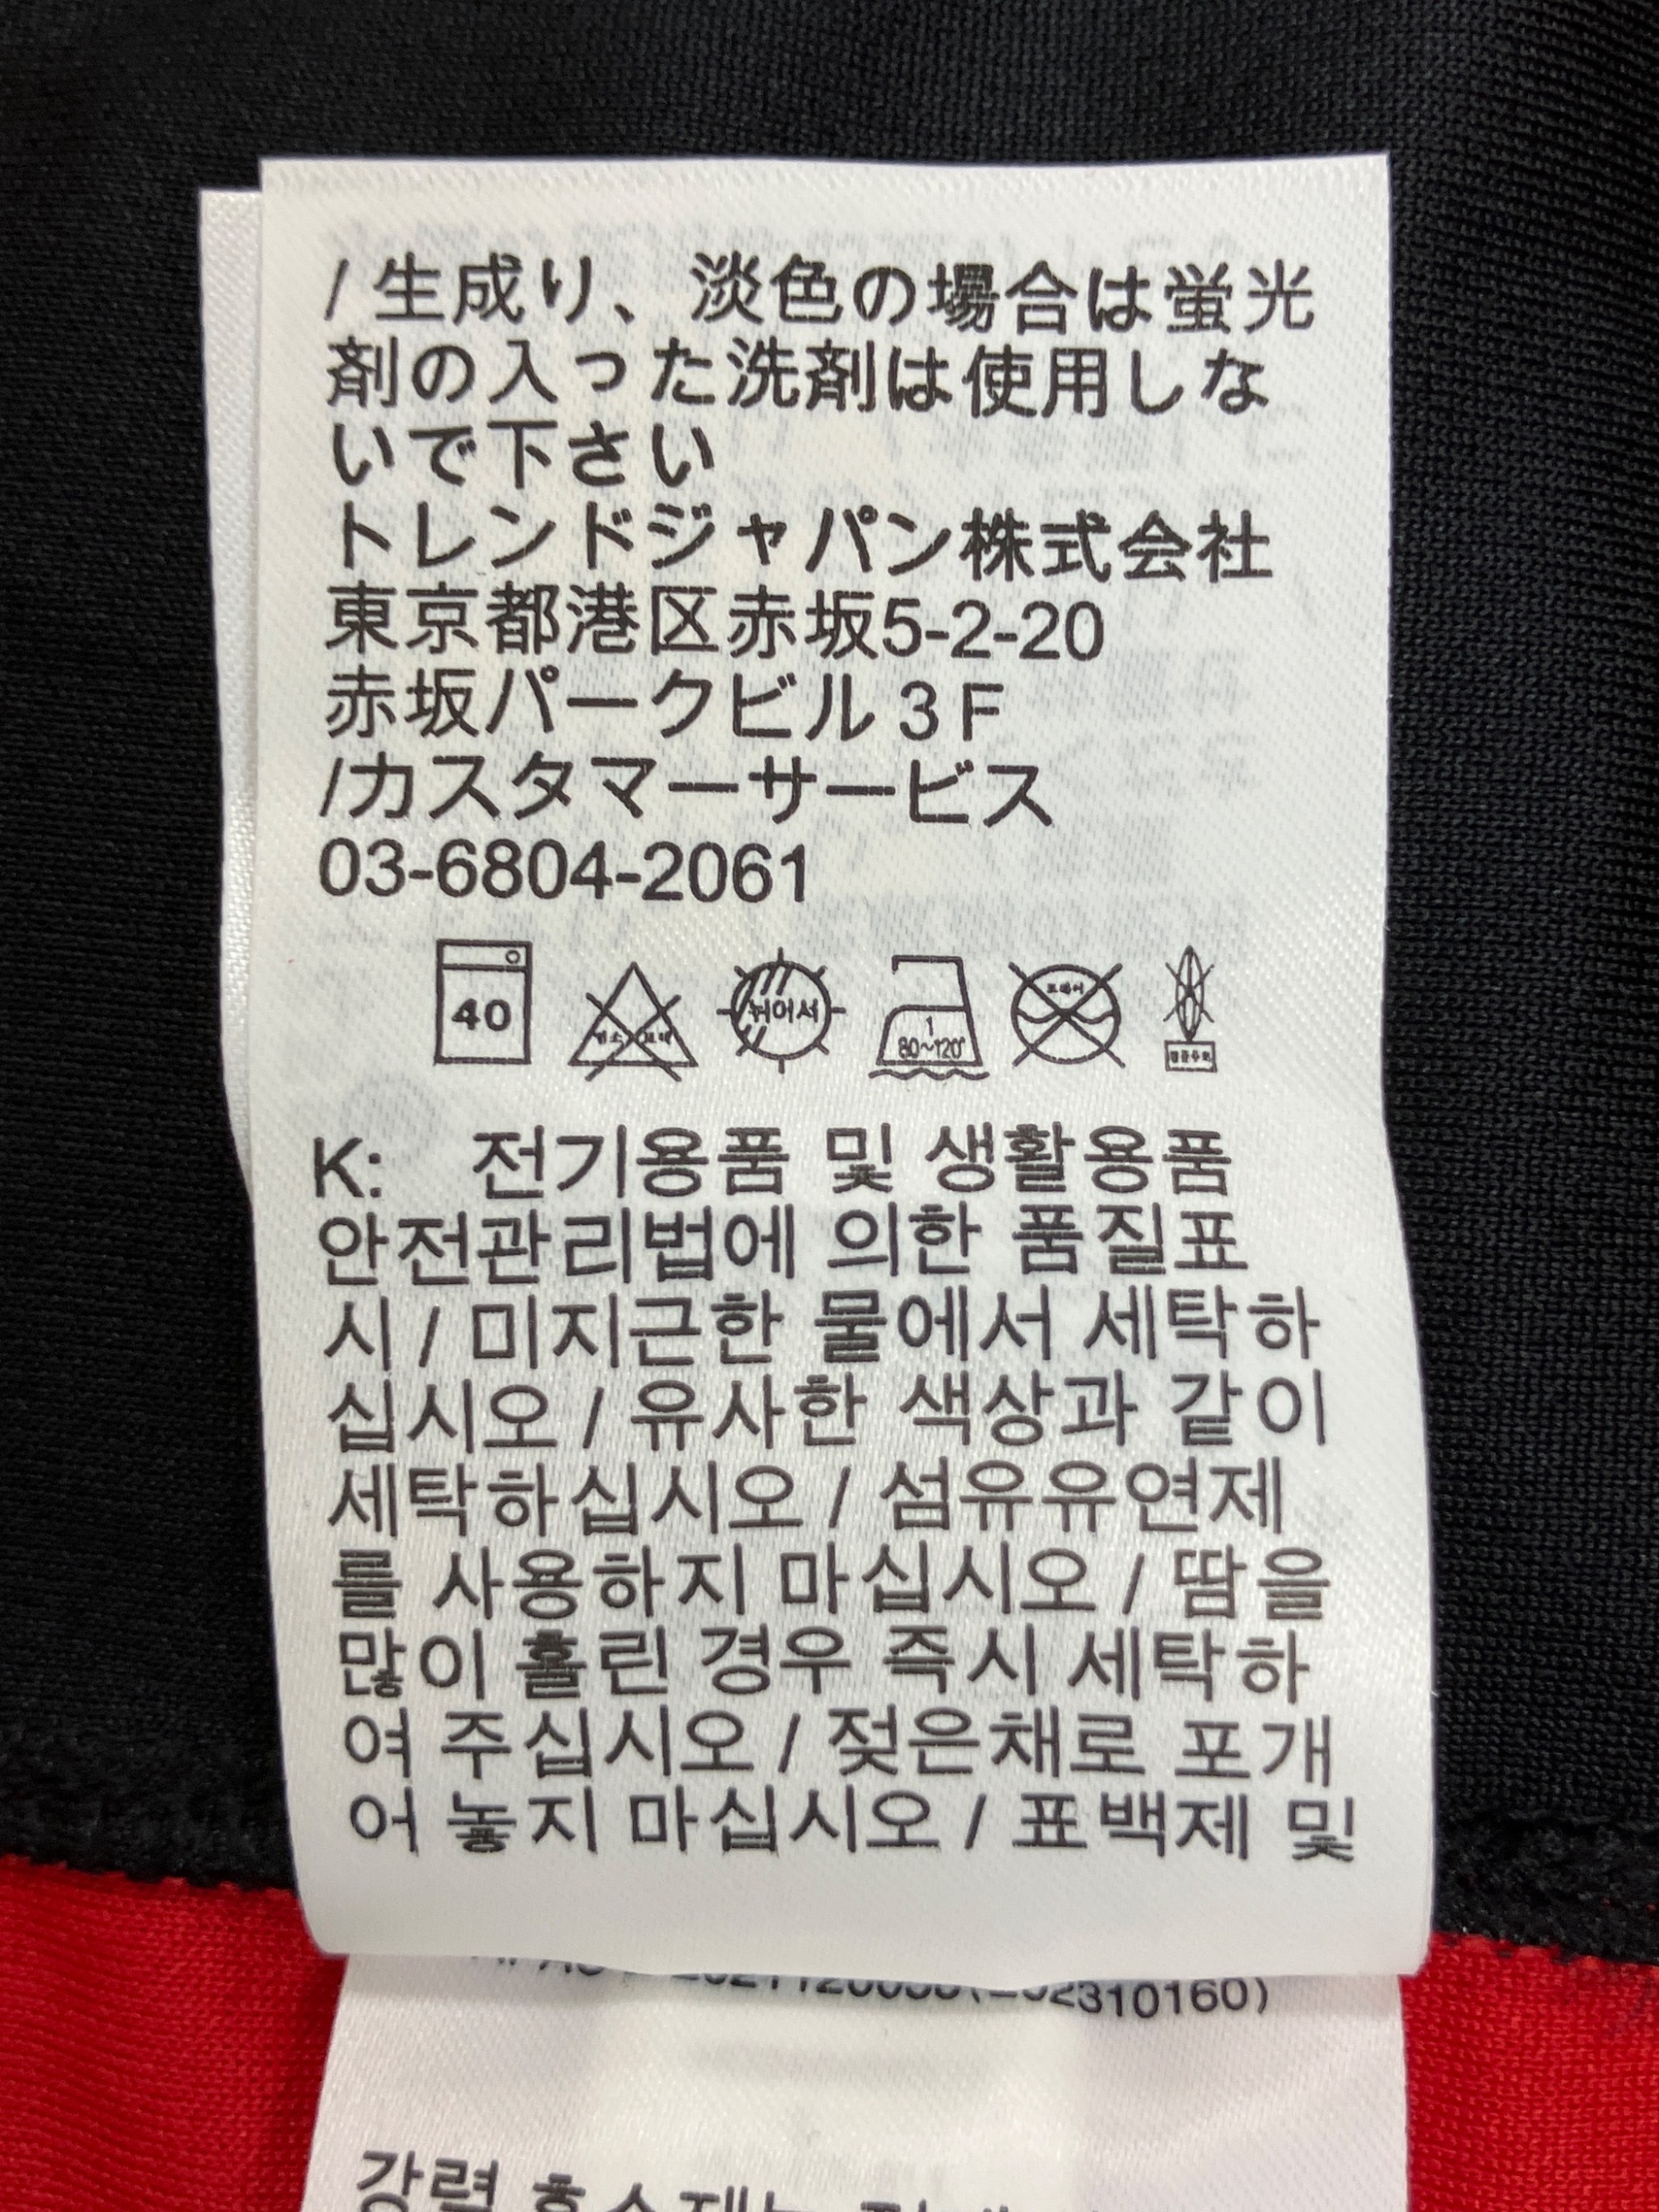 / 生成り、淡色の場合は蛍光
剤の入った洗剤は使用しな
いで下さい
トレンドジャパン株式会社
東京都港区赤坂5-2-20
赤坂パークビル３Ｆ
/カスタマーサービス
03-6804-2061
40
1
80~120°
K: 전기용품 및 생활용품
안전관리법에 의한 품질표
시 / 미지근한 물에서 세탁하
십시오 / 유사한 색상과 같이
세탁하십시오 / 섬유유연제
를 사용하지 마십시오 / 땀을
많이 흘린 경우 즉시 세탁하
여 주십시오 / 젖은채로 포개
어 놓지 마십시오 / 표백제 및
강력